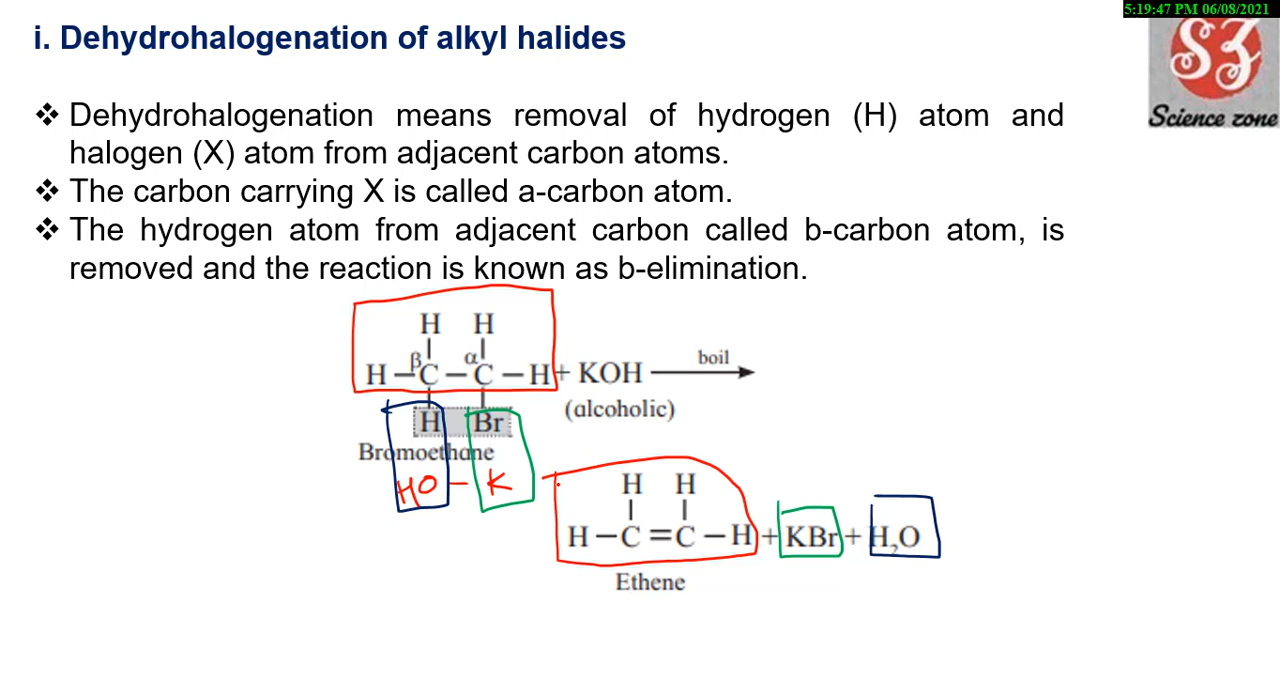 5:19:47 PM 06/08/2021
i. Dehydrohalogenation of alkyl halides
SZ
Science zone
❖ Dehydrohalogenation means removal of hydrogen (H) atom and
halogen (X) atom from adjacent carbon atoms.
❖ The carbon carrying X is called a-carbon atom.
❖ The hydrogen atom from adjacent carbon called b-carbon atom, is
removed and the reaction is known as b-elimination.
H H
H – βC – αC – H + KOH boil
H Br (alcoholic)
Bromoethane
HO – K
H H
H – C = C – H + KBr + H₂O
Ethene